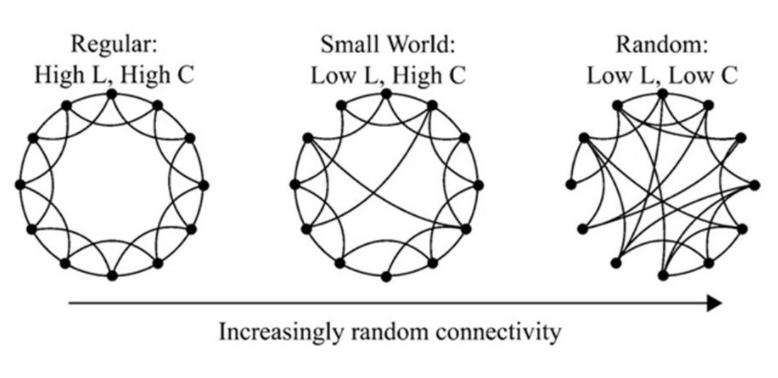 Regular:
High L, High C
Small World:
Low L, High C
Random:
Low L, Low C
Increasingly random connectivity